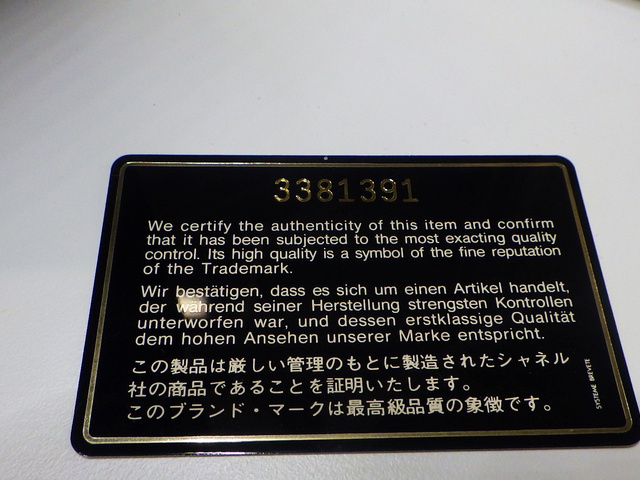 3381391
We certify the authenticity of this item and confirm
that it has been subjected to the most exacting quality
control. Its high quality is a symbol of the fine reputation
of the Trademark.
Wir bestätigen, dass es sich um einen Artikel handelt,
der während seiner Herstellung strengsten Kontrollen
unterworfen war, und dessen erstklassige Qualität
dem hohen Ansehen unserer Marke entspricht.
この製品は厳しい管理のもとに製造されたシャネル
社の商品であることを証明いたします。
このブランド・マークは最高級品質の象徴です。
SYSTEME BREVETE